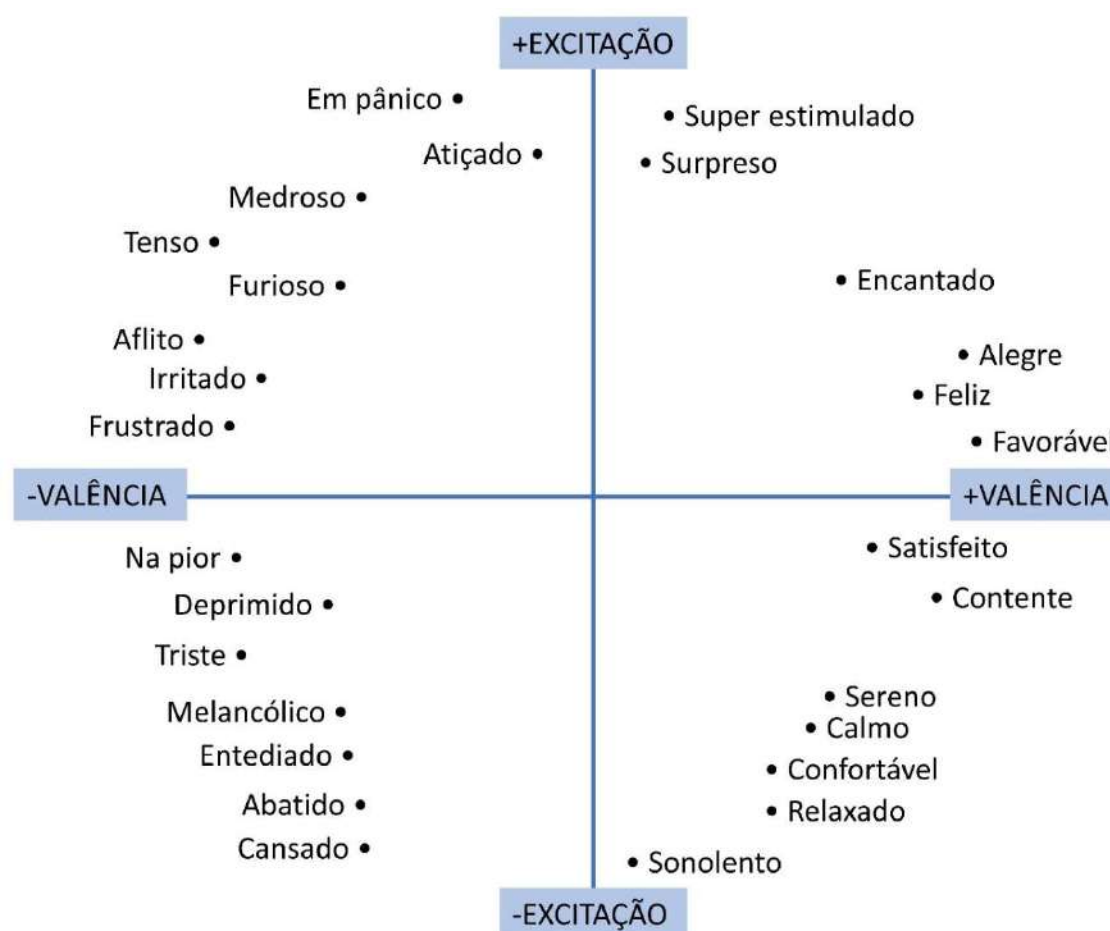 +EXCITAÇÃO
Em pânico •
• Super estimulado
Atiçado •
• Surpreso
Medroso •
Tenso •
Furioso •
• Encantado
Aflito •
• Alegre
Irritado •
• Feliz
Frustrado •
• Favorável
-VALÊNCIA
+VALÊNCIA
Na pior •
• Satisfeito
Deprimido •
• Contente
Triste •
• Sereno
Melancólico •
• Calmo
Entediado •
• Confortável
Abatido •
• Relaxado
Cansado •
• Sonolento
-EXCITAÇÃO